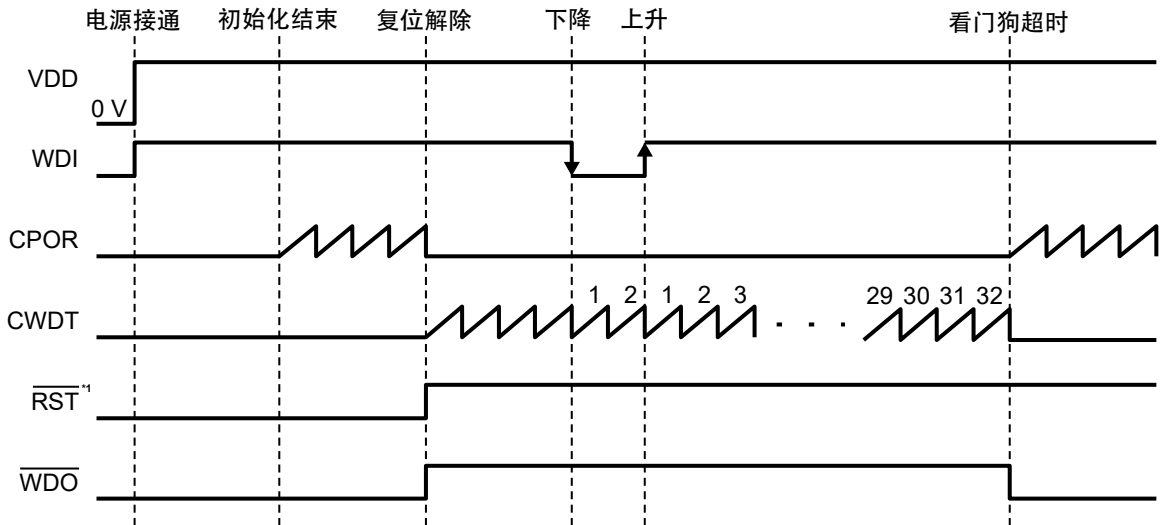 电源接通 初始化结束 复位解除 下降 上升 看门狗超时
VDD
0 V
WDI
CPOR
CWDT 1 2 1 2 3 · · · 29 30 31 32
RST*1
WDO